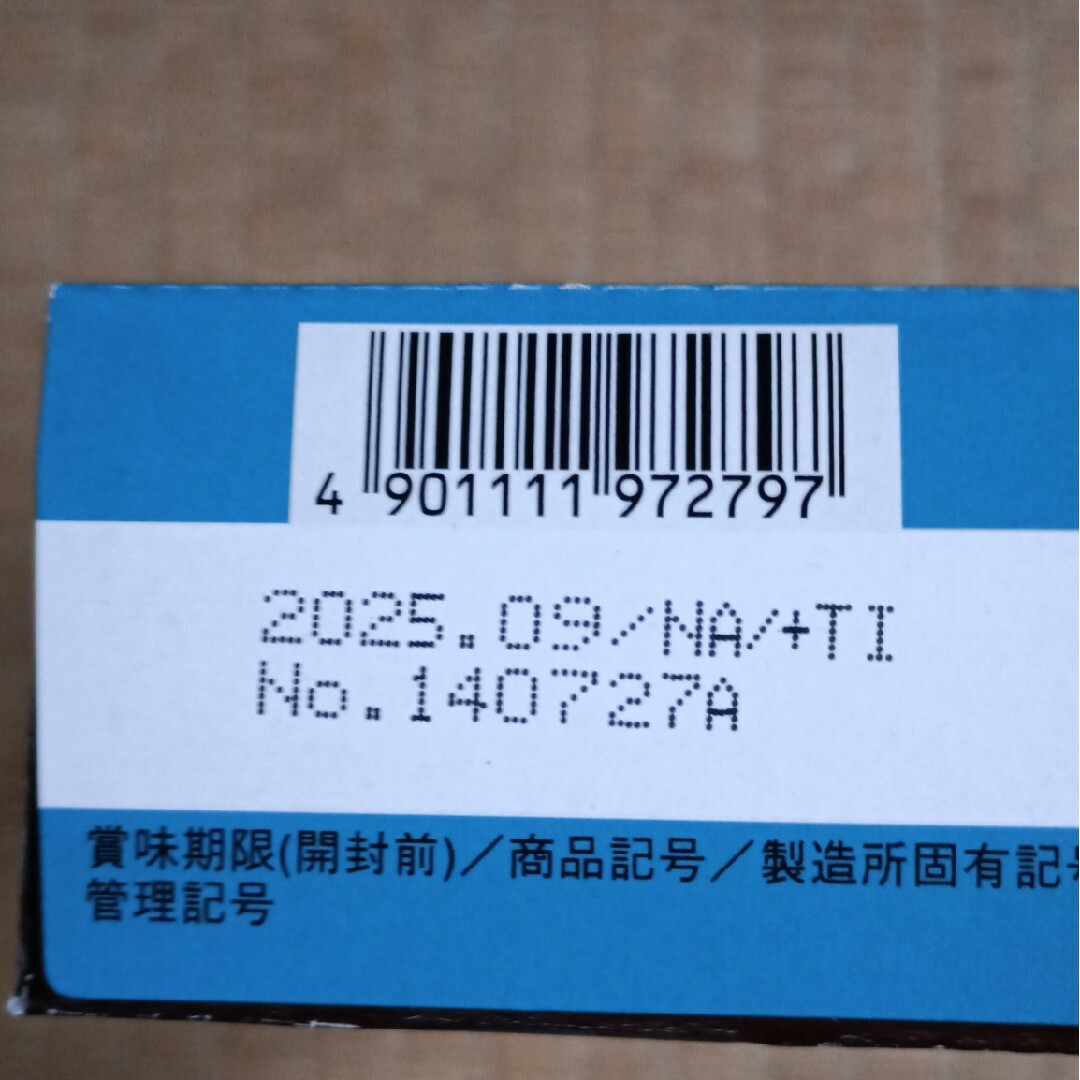 4 901111 972797
2025.09/NA/+TI
No.140727A
賞味期限(開封前)／商品記号／製造所固有記号
管理記号